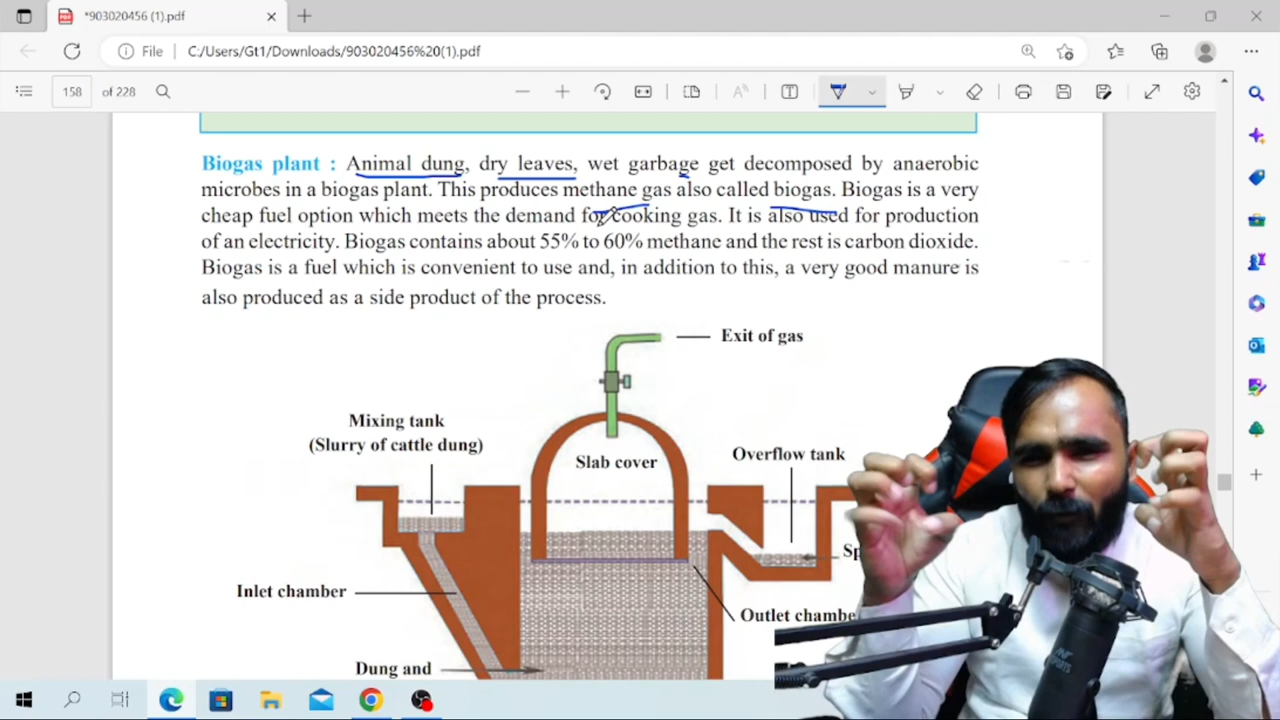 *903020456 (1).pdf
File
C:/Users/Gt1/Downloads/903020456%20(1).pdf
158 of 228
Biogas plant : Animal dung, dry leaves, wet garbage get decomposed by anaerobic
microbes in a biogas plant. This produces methane gas also called biogas. Biogas is a very
cheap fuel option which meets the demand for cooking gas. It is also used for production
of an electricity. Biogas contains about 55% to 60% methane and the rest is carbon dioxide.
Biogas is a fuel which is convenient to use and, in addition to this, a very good manure is
also produced as a side product of the process.
Exit of gas
Mixing tank
(Slurry of cattle dung)
Slab cover
Overflow tank
Sp
Inlet chamber
Outlet chambe
Dung and